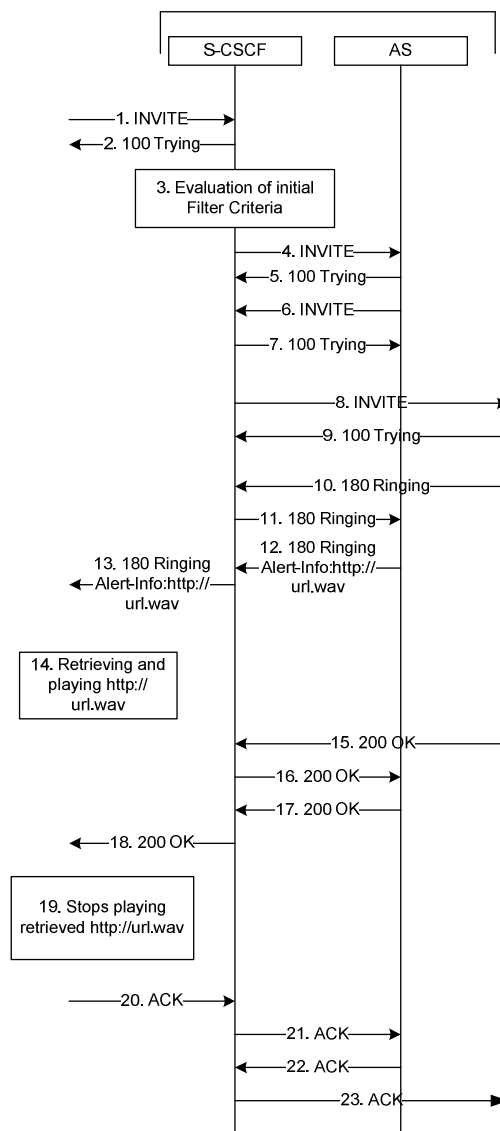 S-CSCF
AS
1. INVITE
2. 100 Trying
3. Evaluation of initial
Filter Criteria
4. INVITE
5. 100 Trying
6. INVITE
7. 100 Trying
8. INVITE
9. 100 Trying
10. 180 Ringing
11. 180 Ringing
12. 180 Ringing
Alert-Info:http://
url.wav
13. 180 Ringing
Alert-Info:http://
url.wav
14. Retrieving and
playing http://
url.wav
15. 200 OK
16. 200 OK
17. 200 OK
18. 200 OK
19. Stops playing
retrieved http://url.wav
20. ACK
21. ACK
22. ACK
23. ACK